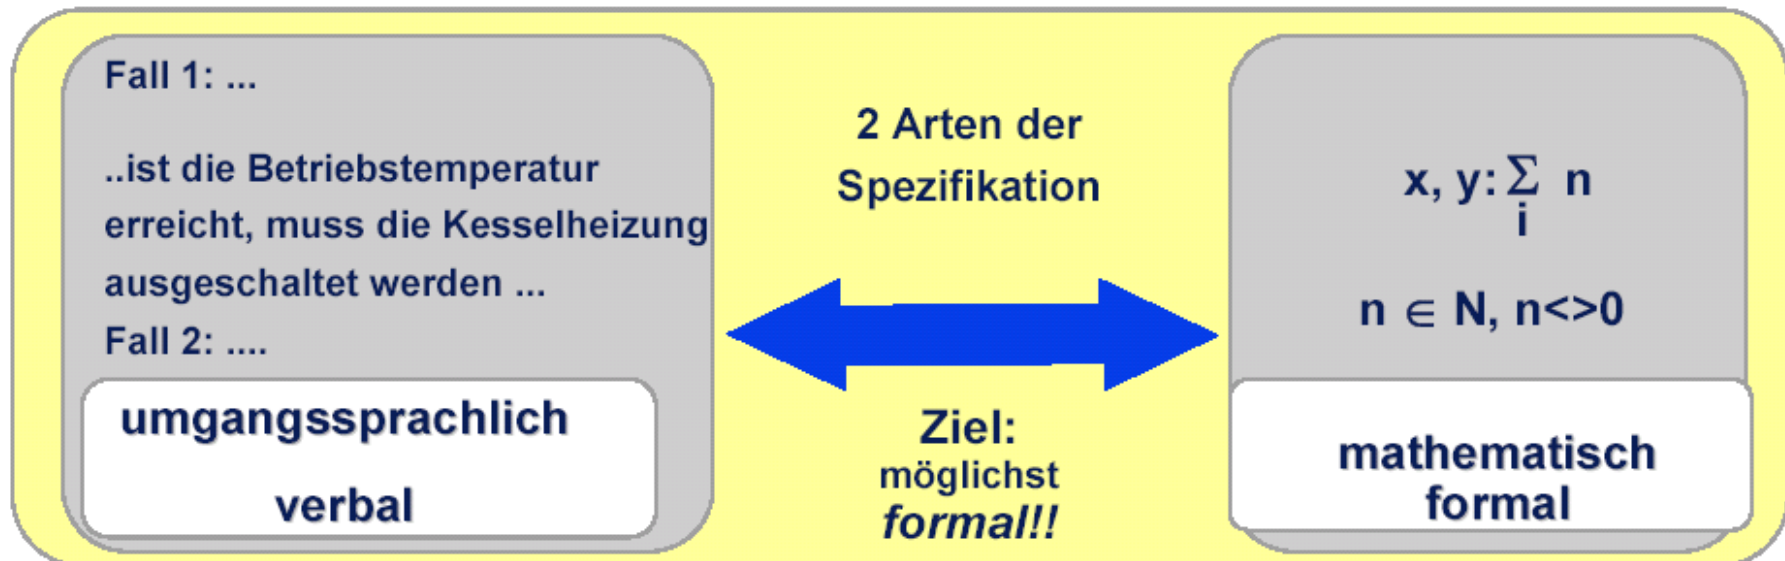 Fall 1: ...
..ist die Betriebstemperatur
erreicht, muss die Kesselheizung
ausgeschaltet werden ...
Fall 2: ....
umgangssprachlich
verbal
2 Arten der
Spezifikation
Ziel:
möglichst
formal!!
x, y: Σ n
i
n ∈ N, n<>0
mathematisch
formal